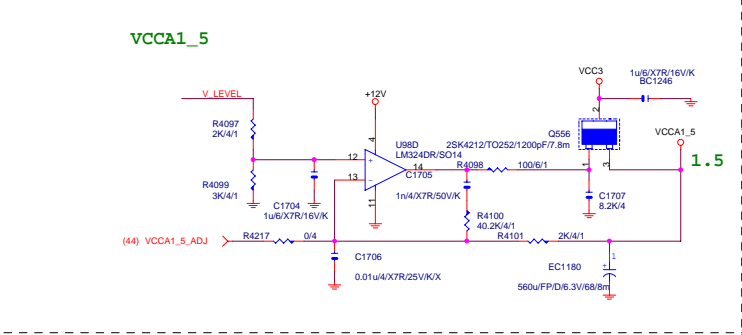 VCCA1_5
V_LEVEL
R4097
2K/4/1
R4099
3K/4/1
C1704
1u/6/X7R/16V/K
+12V
4
12
+
13
-
11
14
U98D
LM324DR/SO14
C1705
1n/4/X7R/50V/K
R4098
100/6/1
2SK4212/TO252/1200pF/7.8m
Q556
VCC3
2
1
3
1u/6/X7R/16V/K
BC1246
VCCA1_5
1.5
C1707
8.2K/4
R4100
40.2K/4/1
R4101
2K/4/1
(44) VCCA1_5_ADJ
R4217
0/4
C1706
0.01u/4/X7R/25V/K/X
EC1180
+
1
560u/FP/D/6.3V/68/8m